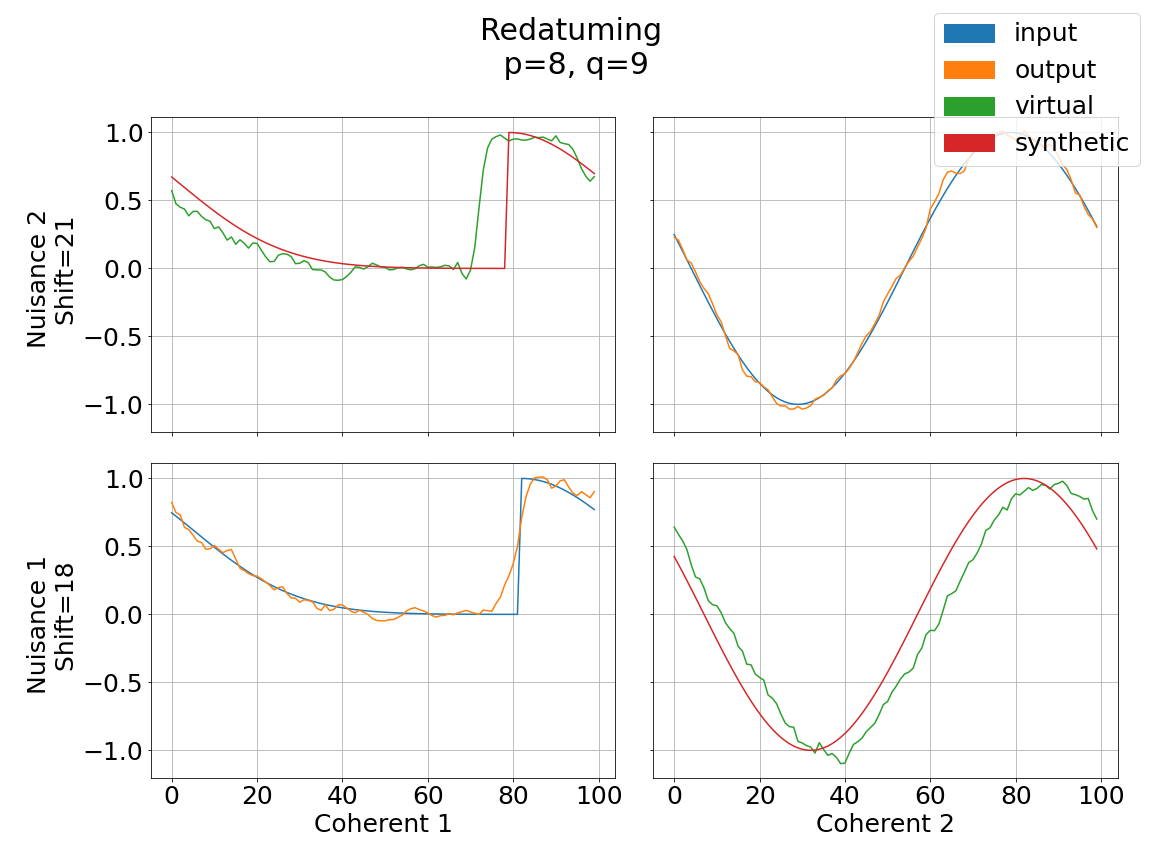 Redatuming
p=8, q=9
input
output
virtual
synthetic
Nuisance 2
Shift=21
1.0
0.5
0.0
−0.5
−1.0
Nuisance 1
Shift=18
1.0
0.5
0.0
−0.5
−1.0
0 20 40 60 80 100
0 20 40 60 80 100
Coherent 1
Coherent 2